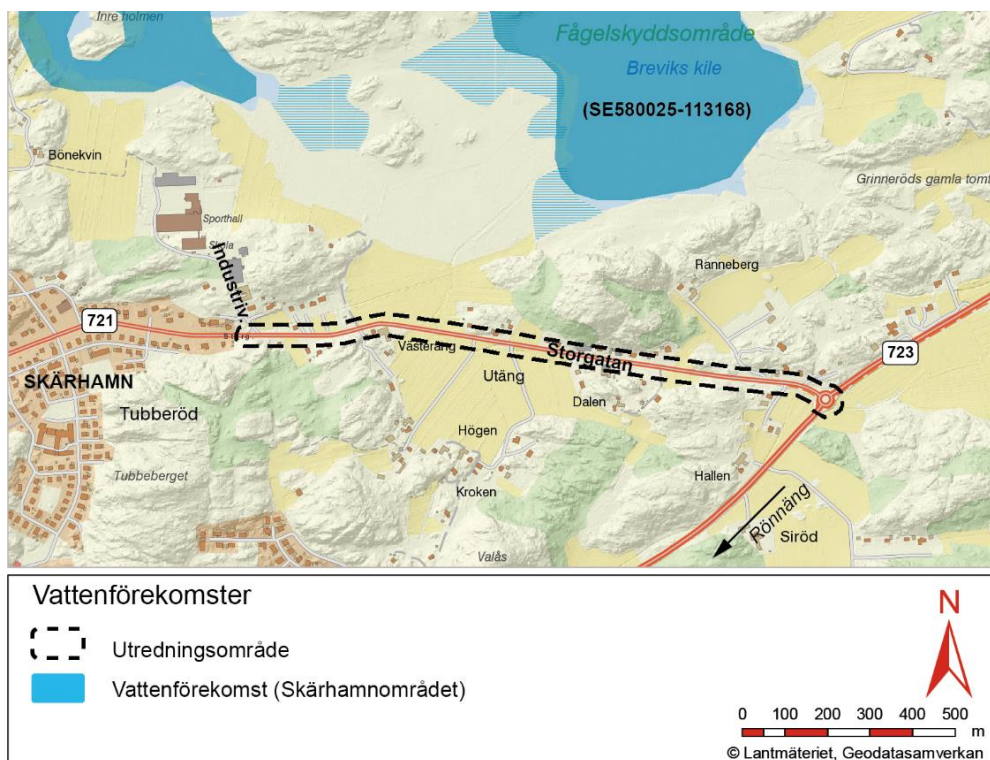 Inre holmen
Fågelskyddsområde
Breviks kile
(SE580025-113168)
Bönekvin
Grinneröds gamla tomt
Sporthall
Skola
Industriv.
Ranneberg
721
723
Västeräng
Storgatan
SKÄRHAMN
Utäng
Tubberöd
Dalen
Högen
Tubbeberget
Hallen
Kroken
Rönnäng
Siröd
Valås
Vattenförekomster
N
Utredningsområde
Vattenförekomst (Skärhamnområdet)
0 100 200 300 400 500
m
© Lantmäteriet, Geodatasamverkan